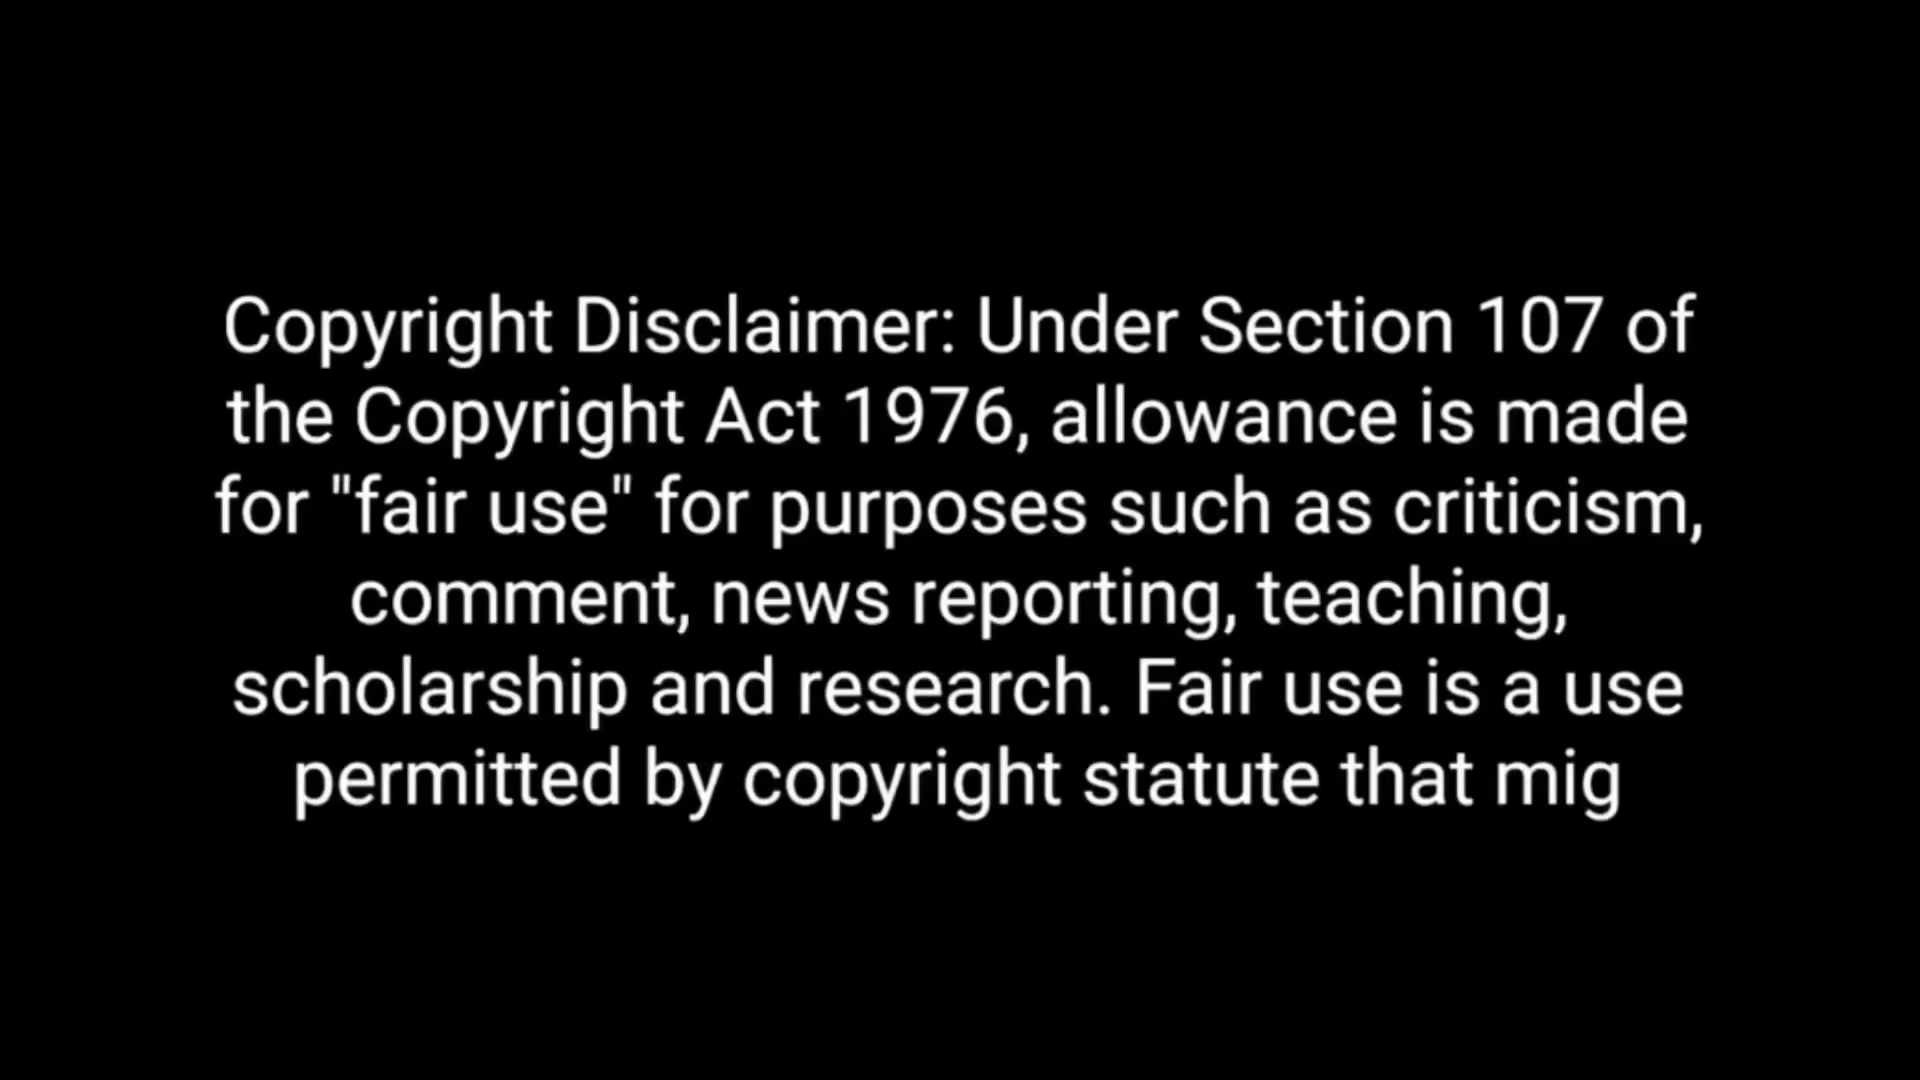 Copyright Disclaimer: Under Section 107 of
the Copyright Act 1976, allowance is made
for "fair use" for purposes such as criticism,
comment, news reporting, teaching,
scholarship and research. Fair use is a use
permitted by copyright statute that mig